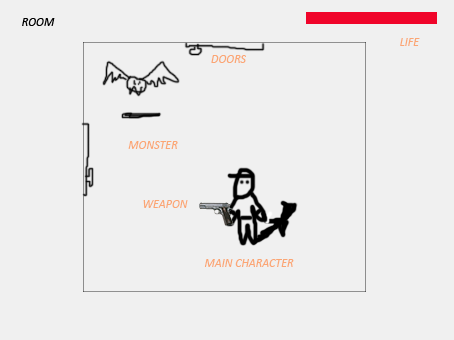 ROOM
LIFE
DOORS
MONSTER
WEAPON
MAIN CHARACTER